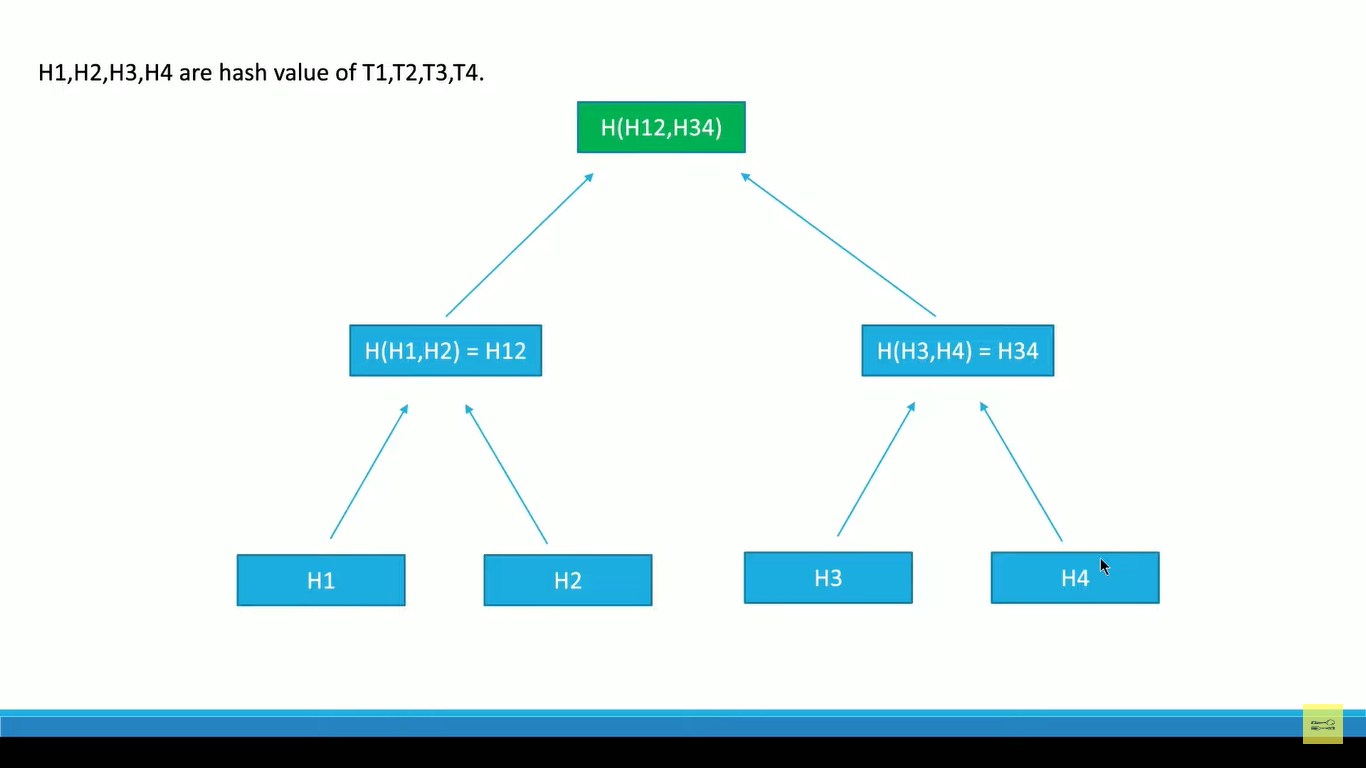 H1,H2,H3,H4 are hash value of T1,T2,T3,T4.
H(H12,H34)
H(H1,H2) = H12
H(H3,H4) = H34
H1
H2
H3
H4